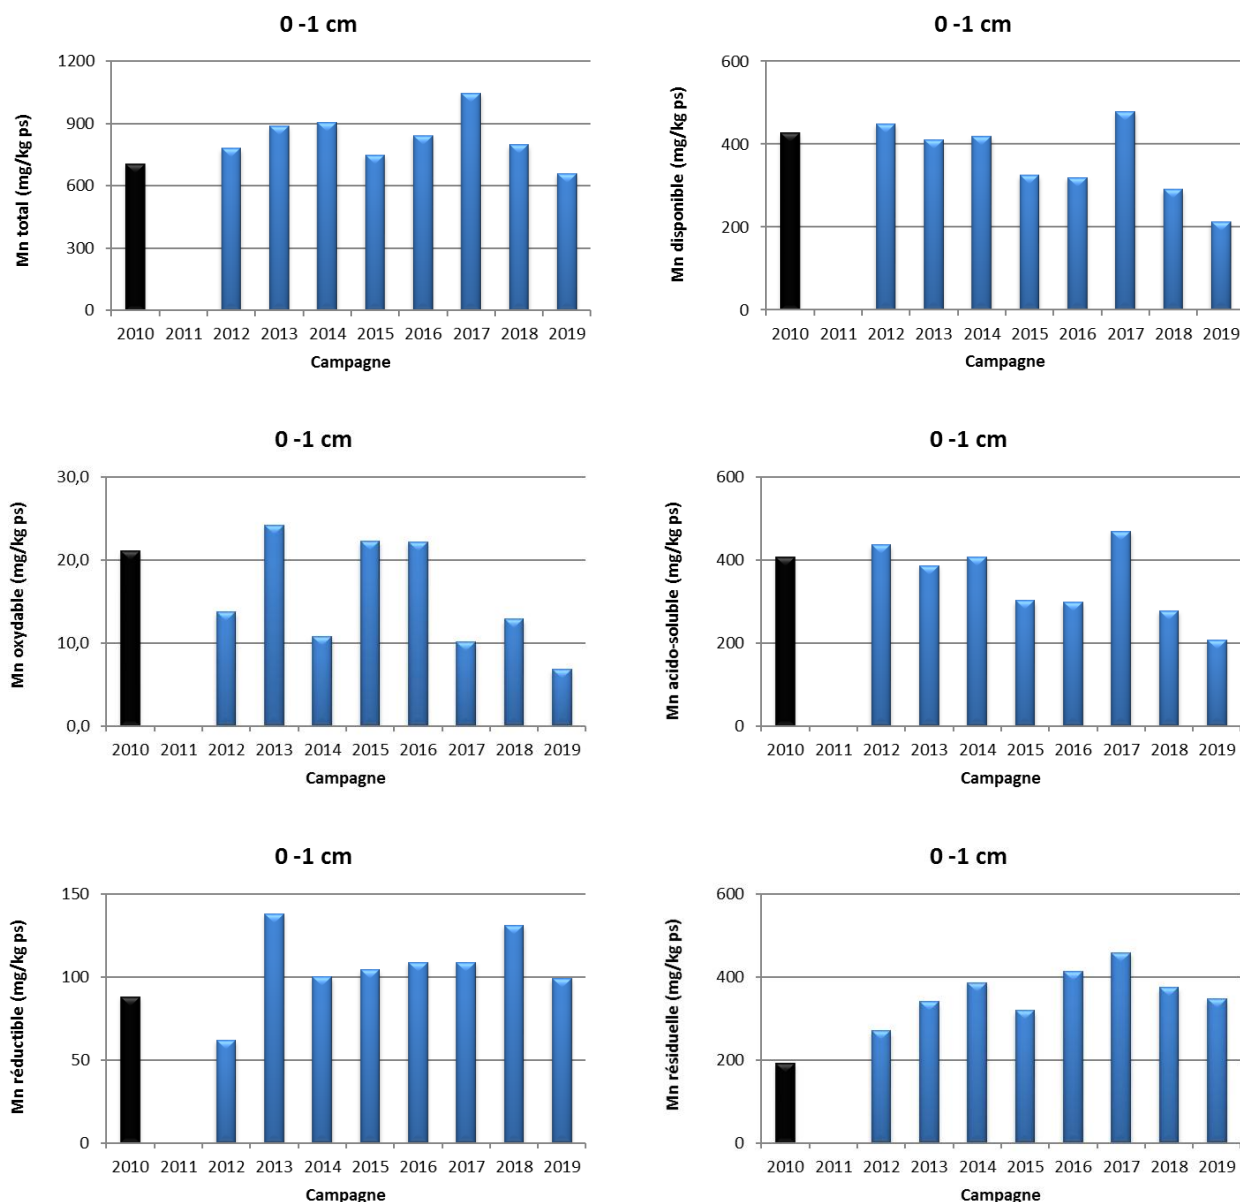 0 -1 cm
Mn total (mg/kg ps)
1200
900
600
300
0
2010 2011 2012 2013 2014 2015 2016 2017 2018 2019
Campagne
0 -1 cm
Mn disponible (mg/kg ps)
600
400
200
0
2010 2011 2012 2013 2014 2015 2016 2017 2018 2019
Campagne
0 -1 cm
Mn oxydable (mg/kg ps)
30,0
20,0
10,0
0,0
2010 2011 2012 2013 2014 2015 2016 2017 2018 2019
Campagne
0 -1 cm
Mn acido-soluble (mg/kg ps)
600
400
200
0
2010 2011 2012 2013 2014 2015 2016 2017 2018 2019
Campagne
0 -1 cm
Mn réductible (mg/kg ps)
150
100
50
0
2010 2011 2012 2013 2014 2015 2016 2017 2018 2019
Campagne
0 -1 cm
Mn résiduelle (mg/kg ps)
600
400
200
0
2010 2011 2012 2013 2014 2015 2016 2017 2018 2019
Campagne